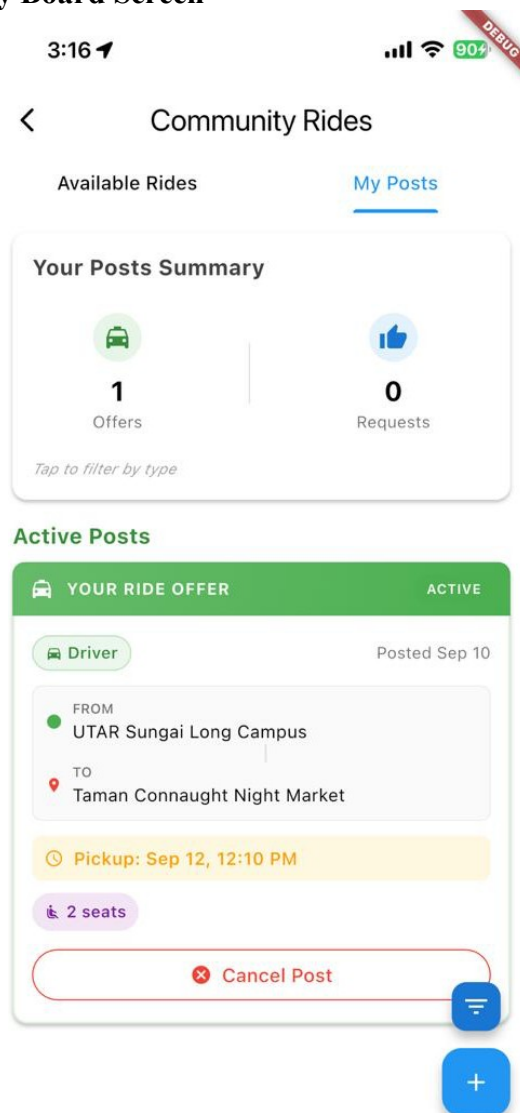 y Board Screen
3:16
90
DEBUG
Community Rides
Available Rides
My Posts
Your Posts Summary
1
0
Offers
Requests
Tap to filter by type
Active Posts
YOUR RIDE OFFER
ACTIVE
Driver
Posted Sep 10
FROM
UTAR Sungai Long Campus
TO
Taman Connaught Night Market
Pickup: Sep 12, 12:10 PM
2 seats
Cancel Post
+